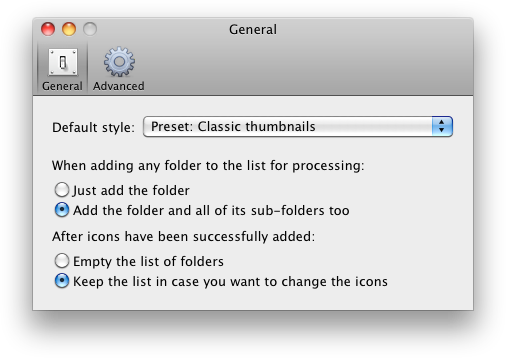 General
General
Advanced
Default style: Preset: Classic thumbnails
When adding any folder to the list for processing:
Just add the folder
Add the folder and all of its sub-folders too
After icons have been successfully added:
Empty the list of folders
Keep the list in case you want to change the icons